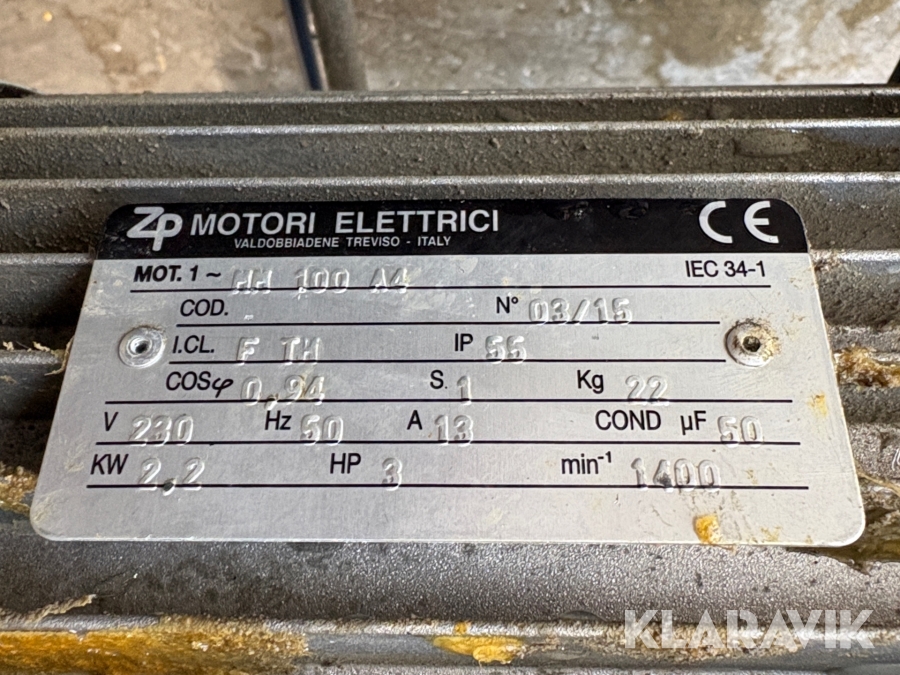 ZP MOTORI ELETTRICI CE
VALDOBBIADENE TREVISO - ITALY
MOT. 1 ~ HM 100 A4 IEC 34-1
COD. N° 03/15
I.CL. F TH IP 55
COSφ 0,94 S. 1 Kg 22
V 230 Hz 50 A 13 COND µF 50
KW 2,2 HP 3 min⁻¹ 1400
KLARAVIK